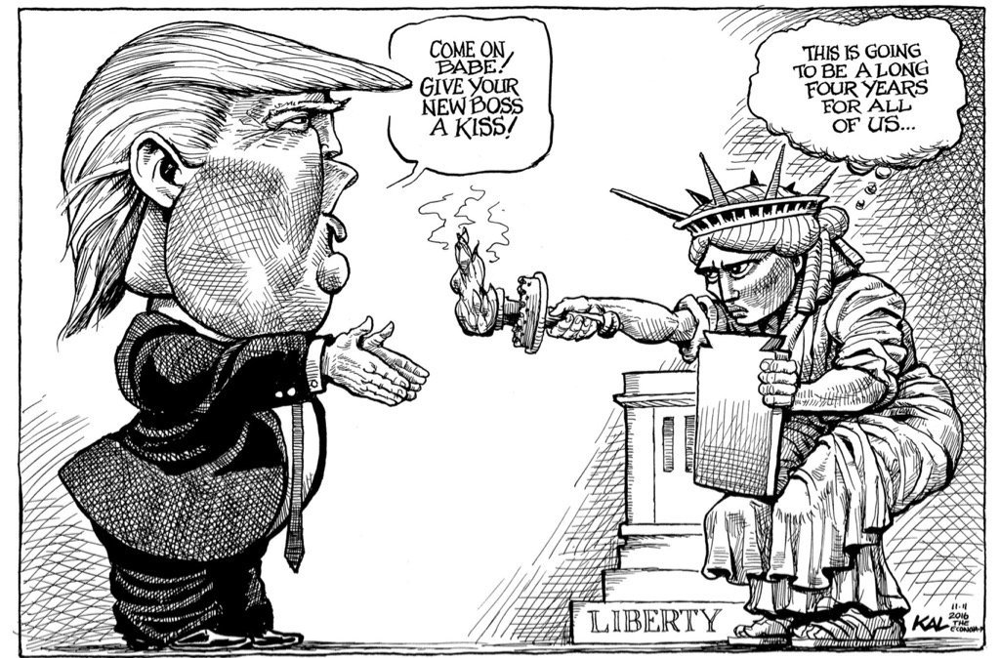 COME ON
BABE!
GIVE YOUR
NEW BOSS
A KISS!
THIS IS GOING
TO BE A LONG
FOUR YEARS
FOR ALL
OF US...
LIBERTY
KAL
11.11
2016
THE
ECONOMIST